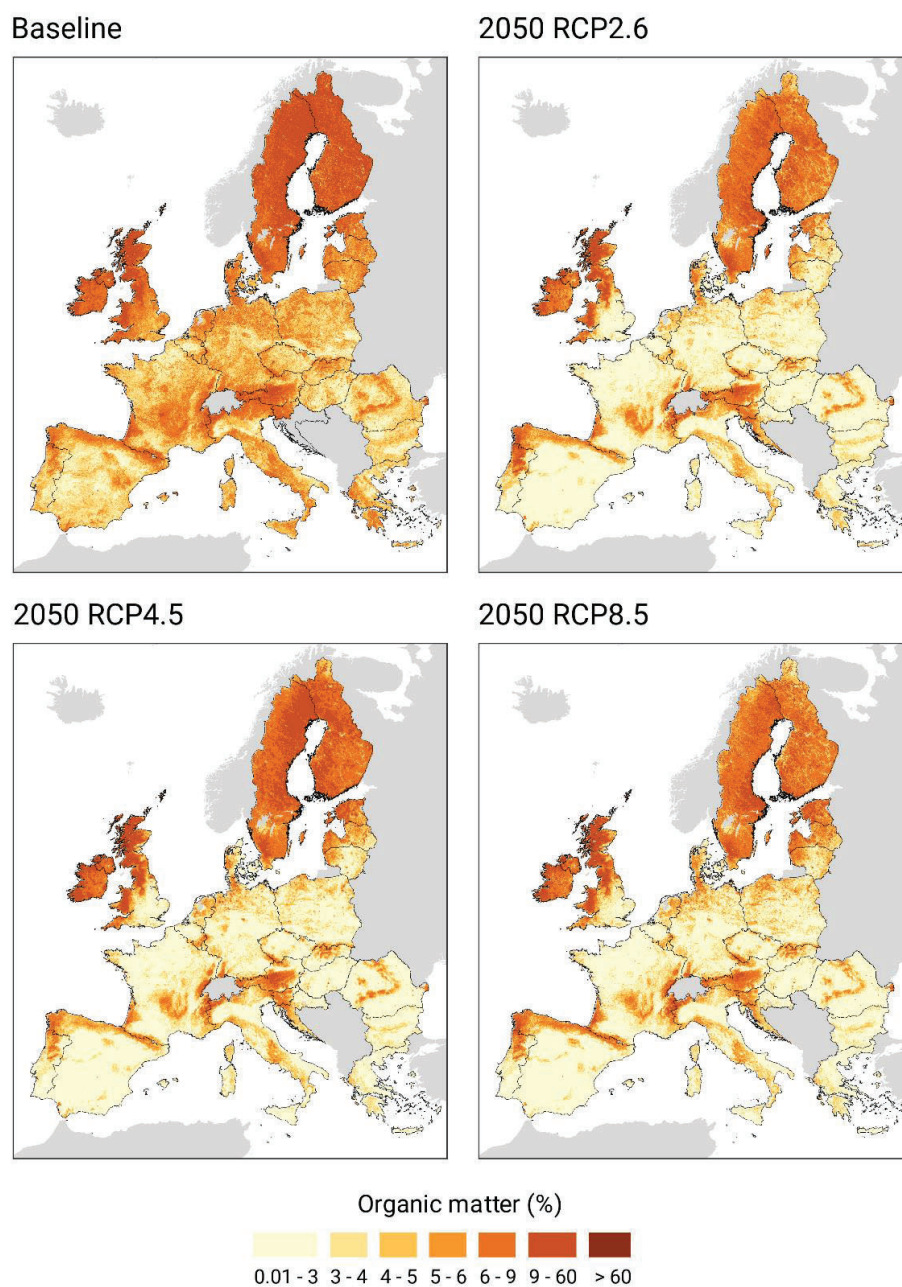 Baseline
2050 RCP2.6
2050 RCP4.5
2050 RCP8.5
Organic matter (%)
0.01 - 3
3 - 4
4 - 5
5 - 6
6 - 9
9 - 60
> 60